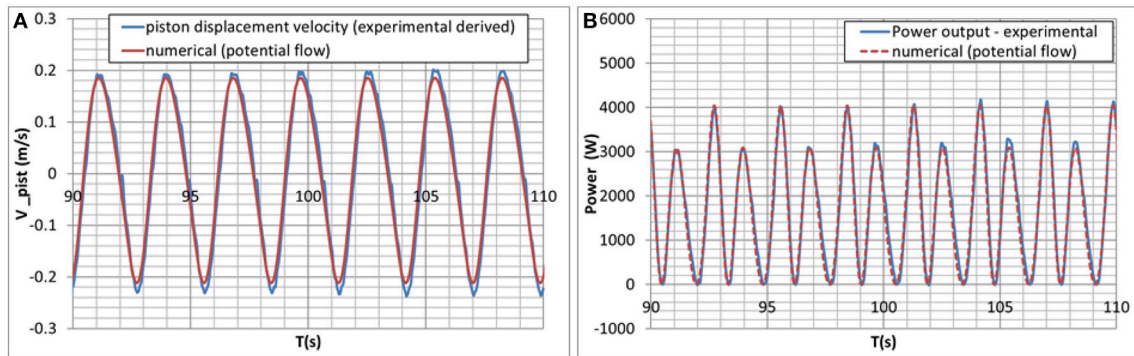 A
piston displacement velocity (experimental derived)
numerical (potential flow)
V_pist (m/s)
0.3
0.2
0.1
0
-0.1
-0.2
-0.3
90
95
100
105
110
T(s)
B
Power output - experimental
numerical (potential flow)
Power (W)
6000
5000
4000
3000
2000
1000
0
-1000
90
95
100
105
110
T(s)